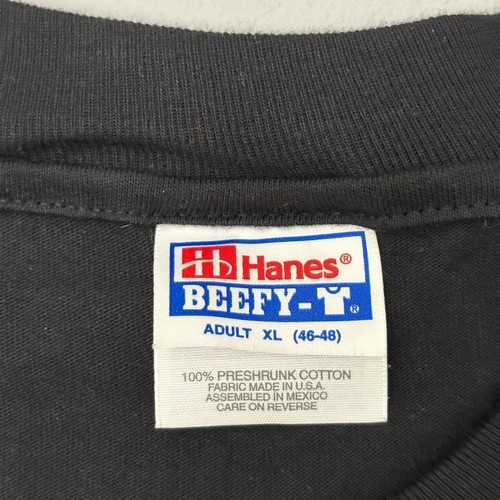 Hanes®
BEEFY-T®
ADULT XL (46-48)
100% PRESHRUNK COTTON
FABRIC MADE IN U.S.A.
ASSEMBLED IN MEXICO
CARE ON REVERSE